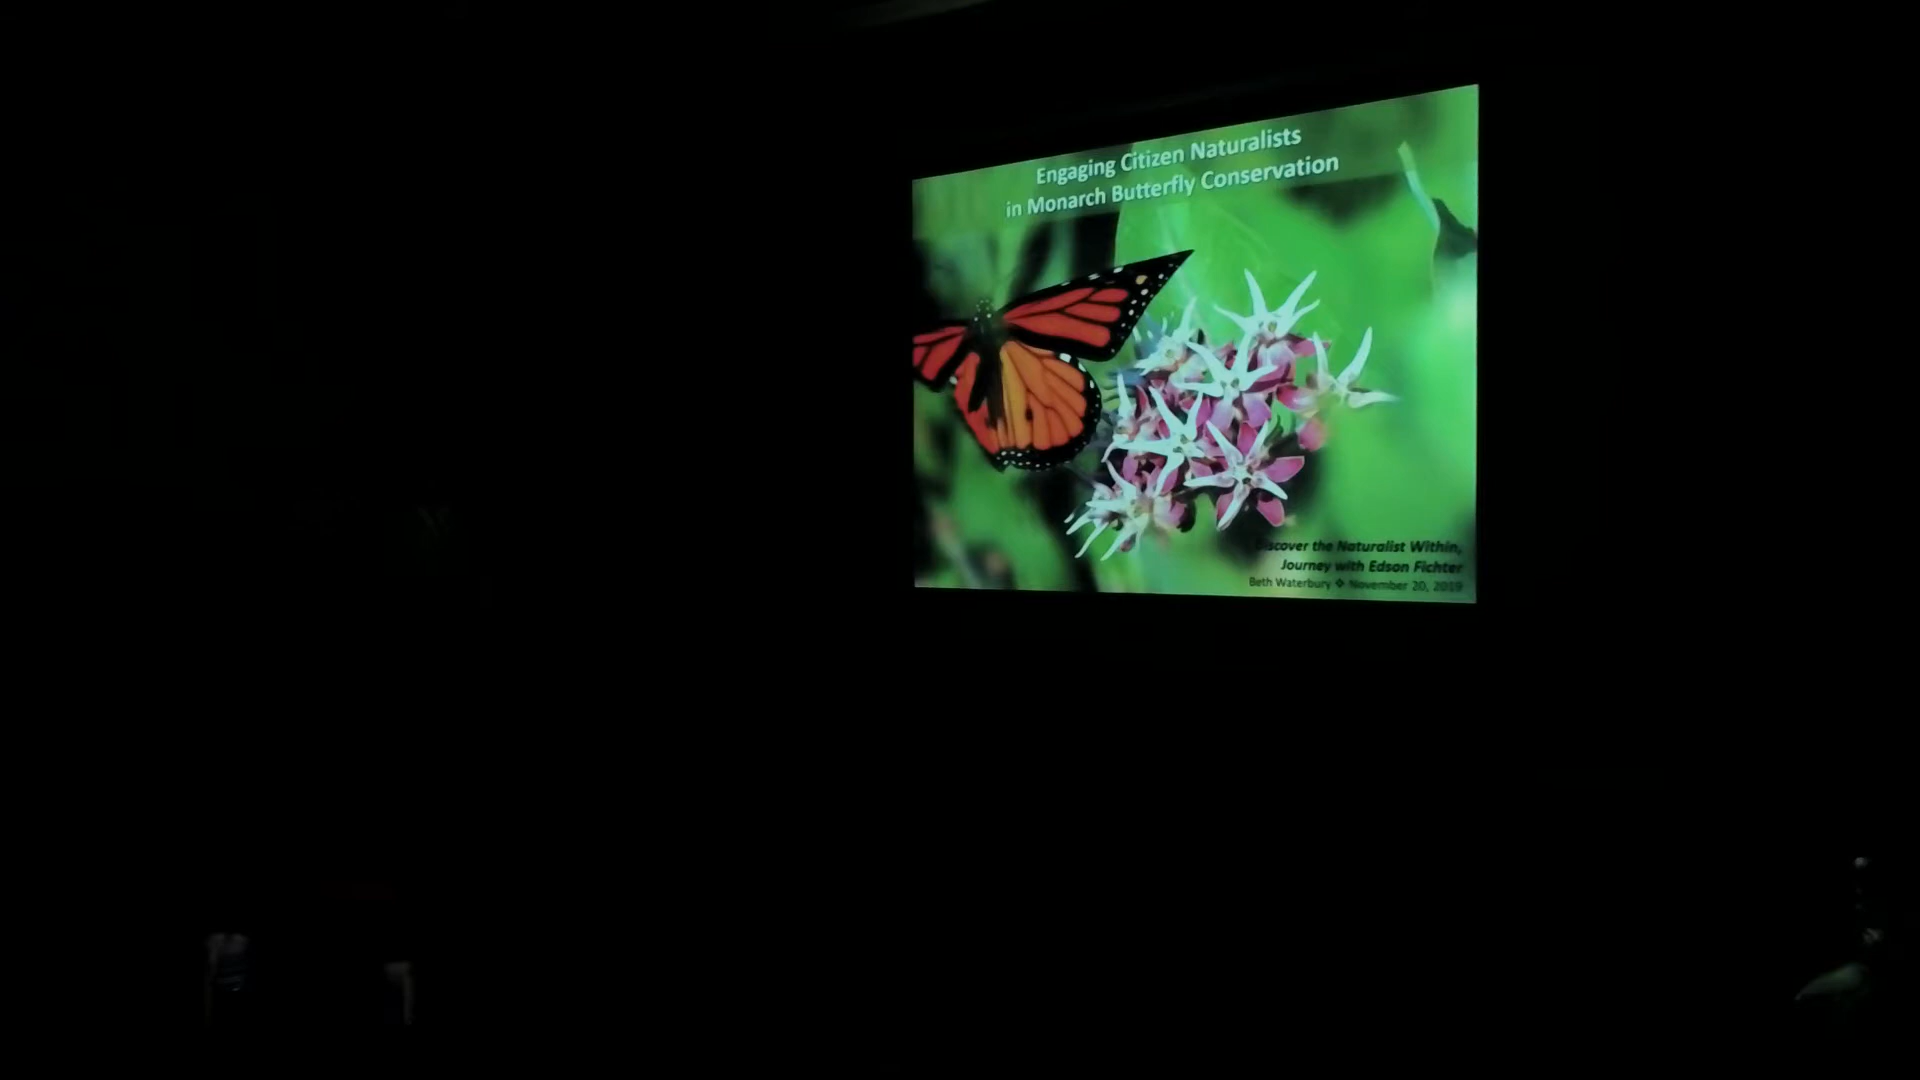 Engaging Citizen Naturalists
in Monarch Butterfly Conservation
Discover the Naturalist Within,
Journey with Edson Fichter
Beth Waterbury ❖ November 20, 2019